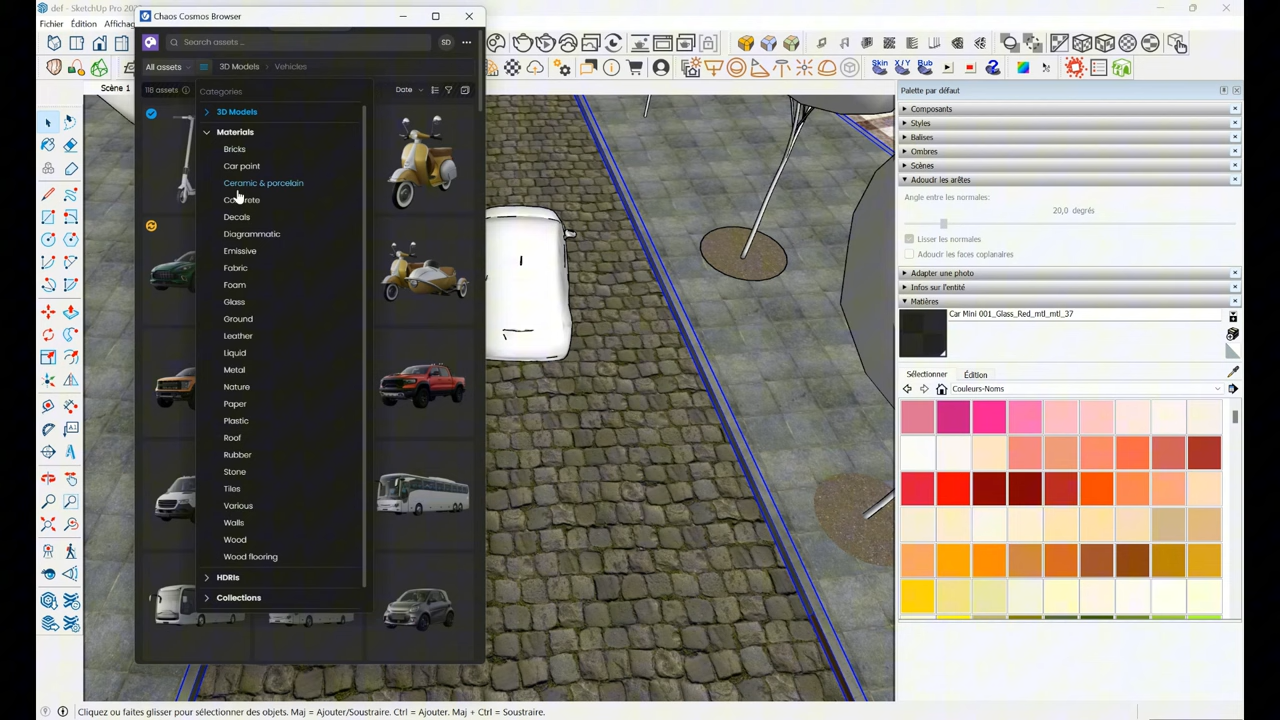 def - SketchUp Pro 20
Fichier Édition Affichag
Chaos Cosmos Browser
Search assets ...
SD
All assets
3D Models > Vehicles
118 assets
Date
Categories
3D Models
Materials
Bricks
Car paint
Ceramic & porcelain
Concrete
Decals
Diagrammatic
Emissive
Fabric
Foam
Glass
Ground
Leather
Liquid
Metal
Nature
Paper
Plastic
Roof
Rubber
Stone
Tiles
Various
Walls
Wood
Wood flooring
HDRIs
Collections
Scène 1
Skin
X/Y
Bub
Palette par défaut
Composants
Styles
Balises
Ombres
Scènes
Adoucir les arêtes
Angle entre les normales:
20,0 degrés
Lisser les normales
Adoucir les faces coplanaires
Adapter une photo
Infos sur l'entité
Matières
Car Mini 001_Glass_Red_mtl_mtl_37
Sélectionner Édition
Couleurs-Noms
Cliquez ou faites glisser pour sélectionner des objets. Maj = Ajouter/Soustraire. Ctrl = Ajouter. Maj + Ctrl = Soustraire.